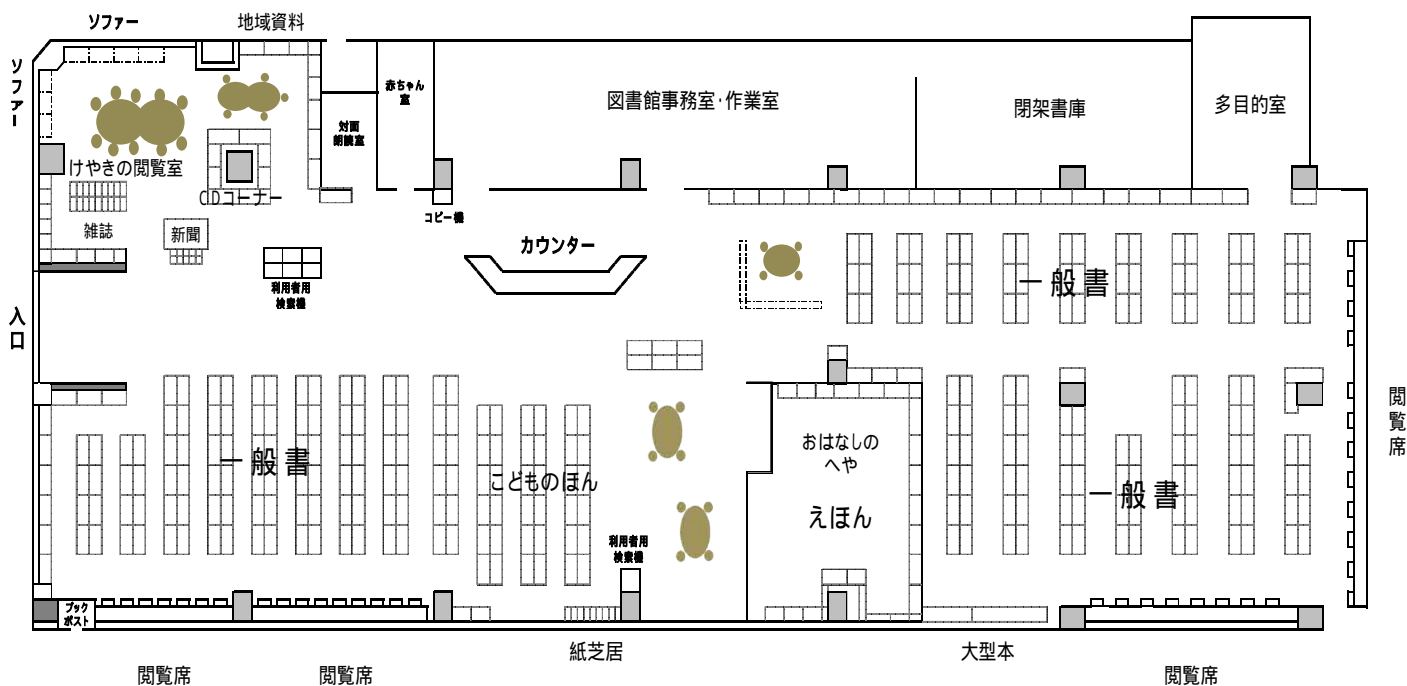 ソファー
地域資料
ソファー
赤ちゃん
室
対面
朗読室
図書館事務室・作業室
閉架書庫
多目的室
けやきの閲覧室
CDコーナー
雑誌
新聞
コピー機
カウンター
利用者用
検索機
一般書
入口
閲覧席
一般書
こどものほん
おはなしの
へや
えほん
一般書
利用者用
検索機
ブック
ポスト
紙芝居
大型本
閲覧席
閲覧席
閲覧席